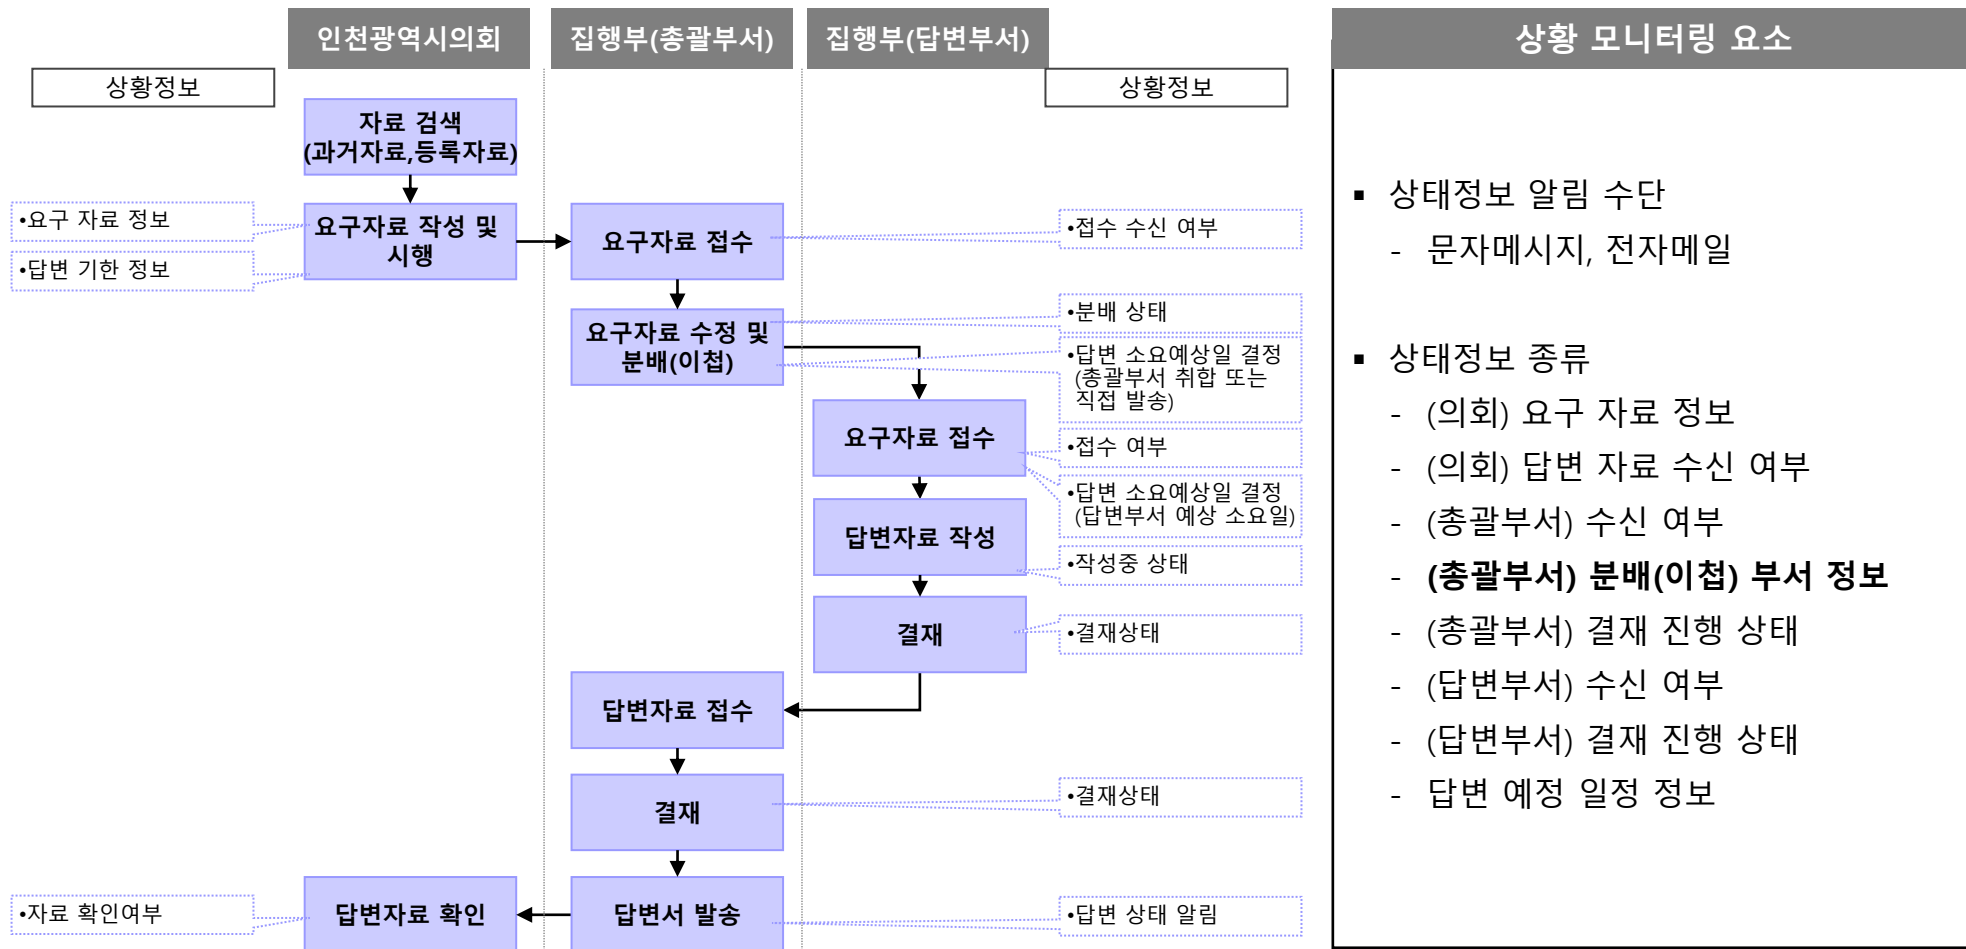 인천광역시의회
집행부(총괄부서)
집행부(답변부서)
상황 모니터링 요소
상황정보
상황정보
자료 검색
(과거자료,등록자료)
•요구 자료 정보
•답변 기한 정보
요구자료 작성 및
시행
요구자료 접수
•접수 수신 여부
요구자료 수정 및
분배(이첩)
•분배 상태
•답변 소요예상일 결정
(총괄부서 취합 또는
직접 발송)
요구자료 접수
•접수 여부
•답변 소요예상일 결정
(답변부서 예상 소요일)
답변자료 작성
•작성중 상태
결재
•결재상태
답변자료 접수
결재
•결재상태
•자료 확인여부
답변자료 확인
답변서 발송
•답변 상태 알림
▪ 상태정보 알림 수단
- 문자메시지, 전자메일
▪ 상태정보 종류
- (의회) 요구 자료 정보
- (의회) 답변 자료 수신 여부
- (총괄부서) 수신 여부
- (총괄부서) 분배(이첩) 부서 정보
- (총괄부서) 결재 진행 상태
- (답변부서) 수신 여부
- (답변부서) 결재 진행 상태
- 답변 예정 일정 정보